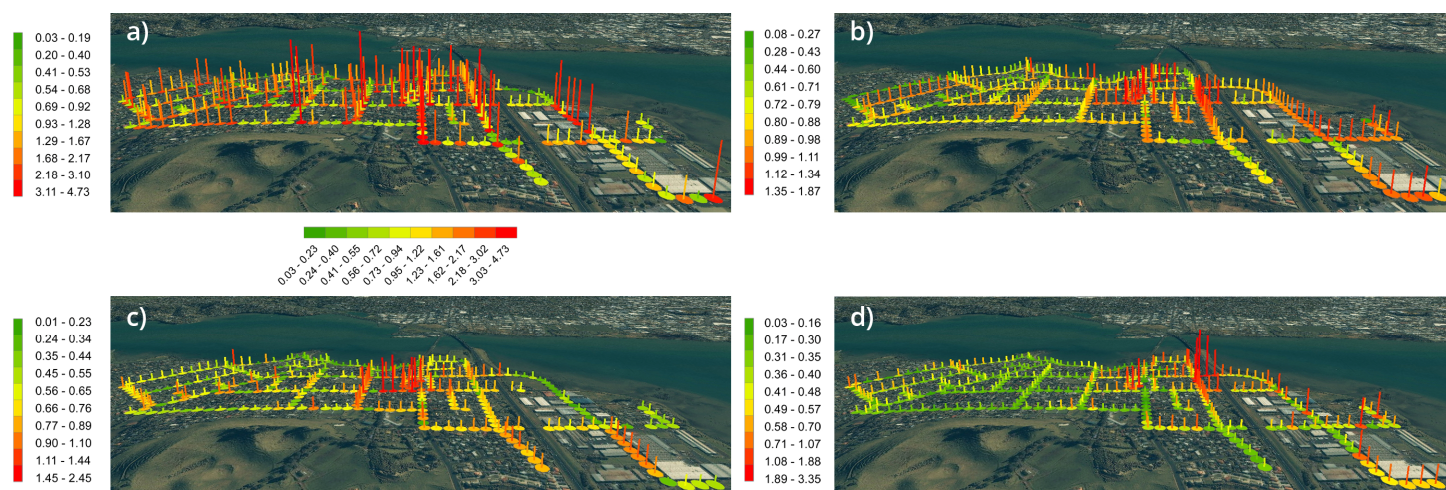 a)
0.03 - 0.19
0.20 - 0.40
0.41 - 0.53
0.54 - 0.68
0.69 - 0.92
0.93 - 1.28
1.29 - 1.67
1.68 - 2.17
2.18 - 3.10
3.11 - 4.73
b)
0.08 - 0.27
0.28 - 0.43
0.44 - 0.60
0.61 - 0.71
0.72 - 0.79
0.80 - 0.88
0.89 - 0.98
0.99 - 1.11
1.12 - 1.34
1.35 - 1.87
0.03 - 0.23
0.24 - 0.40
0.41 - 0.55
0.56 - 0.72
0.73 - 0.94
0.95 - 1.22
1.23 - 1.61
1.62 - 2.17
2.18 - 3.02
3.03 - 4.73
c)
0.01 - 0.23
0.24 - 0.34
0.35 - 0.44
0.45 - 0.55
0.56 - 0.65
0.66 - 0.76
0.77 - 0.89
0.90 - 1.10
1.11 - 1.44
1.45 - 2.45
d)
0.03 - 0.16
0.17 - 0.30
0.31 - 0.35
0.36 - 0.40
0.41 - 0.48
0.49 - 0.57
0.58 - 0.70
0.71 - 1.07
1.08 - 1.88
1.89 - 3.35